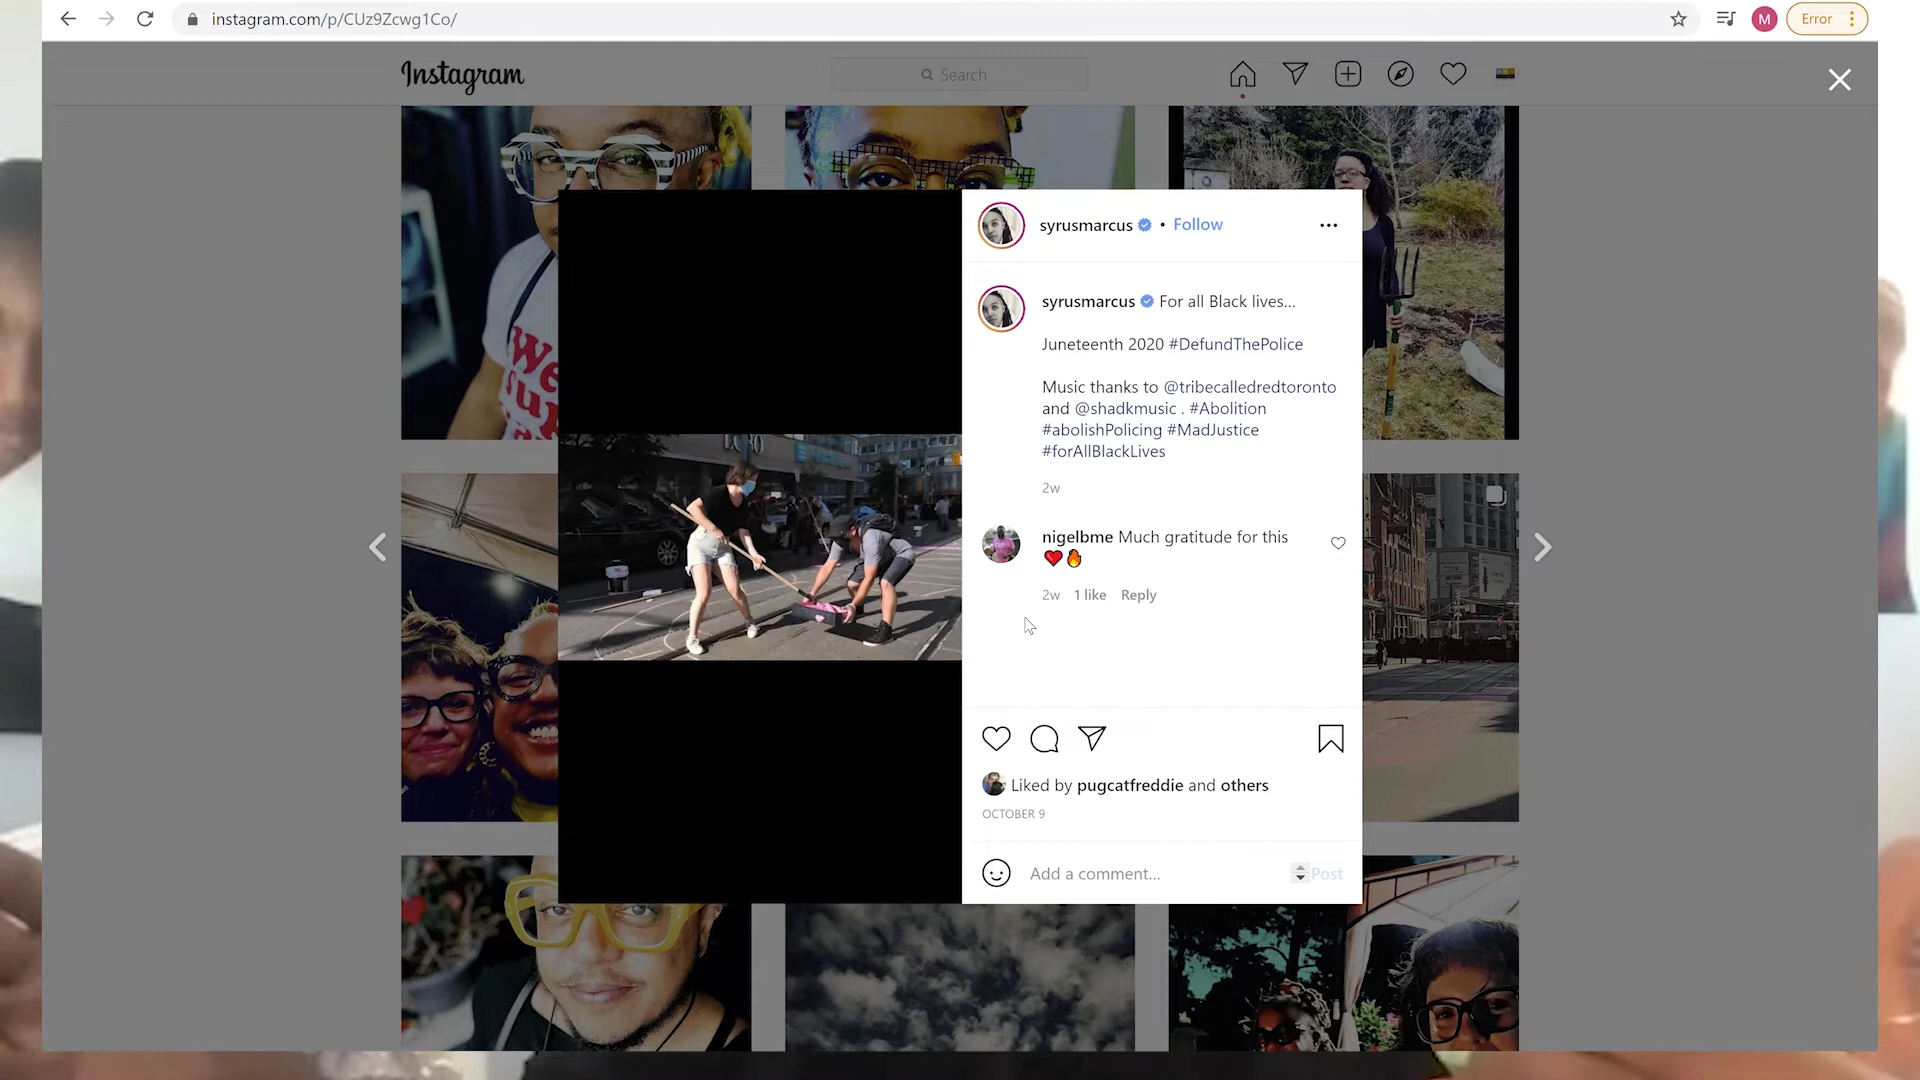 instagram.com/p/CUz9Zcwg1Co/
M
Error
Instagram
Search
We
Su
syrusmarcus • Follow
syrusmarcus For all Black lives...
Juneteenth 2020 #DefundThePolice
Music thanks to @tribecalledredtoronto
and @shadkmusic . #Abolition
#abolishPolicing #MadJustice
#forAllBlackLives
2w
nigelbme Much gratitude for this
❤️🔥
2w 1 like Reply
Liked by pugcatfreddie and others
OCTOBER 9
Add a comment...
Post